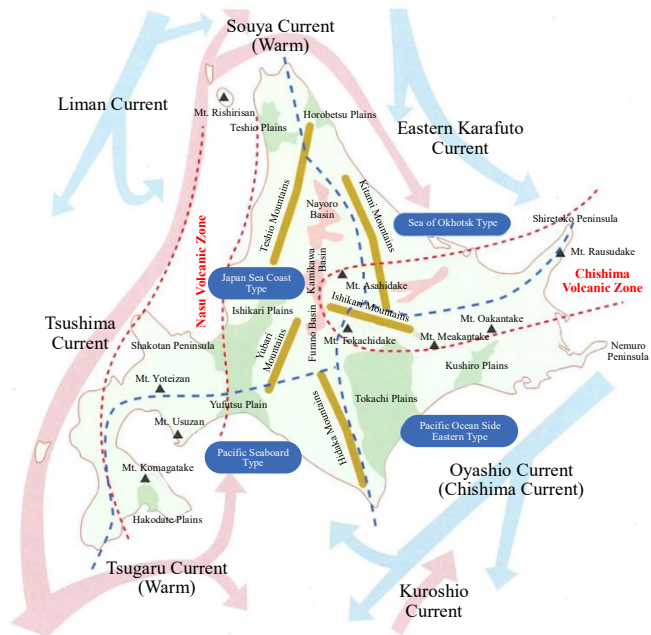 Souya Current
(Warm)
Liman Current
Mt. Rishirisan
Teshio Plains
Horobetsu Plains
Eastern Karafuto
Current
Teshio Mountains
Nayoro
Basin
Kitami Mountains
Sea of Okhotsk Type
Shiretoko Peninsula
Mt. Rausudake
Nasu Volcanic Zone
Japan Sea Coast
Type
Kamikawa
Basin
Mt. Asahidake
Chishima
Volcanic Zone
Ishikari Plains
Ishikari Mountains
Tsushima
Current
Shakotan Peninsula
Yubari
Mountains
Furano Basin
Mt. Tokachidake
Mt. Oakantake
Mt. Meakantake
Nemuro
Peninsula
Kushiro Plains
Mt. Yoteizan
Yufutsu Plain
Tokachi Plains
Mt. Usuzan
Hidaka Mountains
Pacific Seaboard
Type
Pacific Ocean Side
Eastern Type
Mt. Komagatake
Oyashio Current
(Chishima Current)
Hakodate Plains
Tsugaru Current
(Warm)
Kuroshio
Current